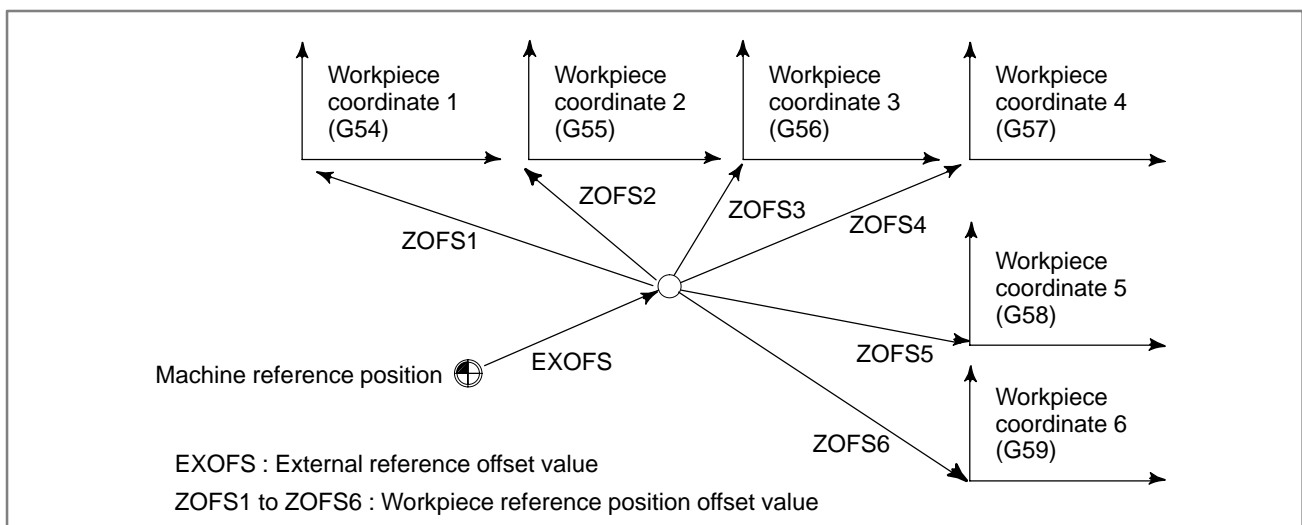 Workpiece
coordinate 1
(G54)
Workpiece
coordinate 2
(G55)
Workpiece
coordinate 3
(G56)
Workpiece
coordinate 4
(G57)
ZOFS1
ZOFS2
ZOFS3
ZOFS4
Workpiece
coordinate 5
(G58)
ZOFS5
EXOFS
Machine reference position
Workpiece
coordinate 6
(G59)
ZOFS6
EXOFS : External reference offset value
ZOFS1 to ZOFS6 : Workpiece reference position offset value